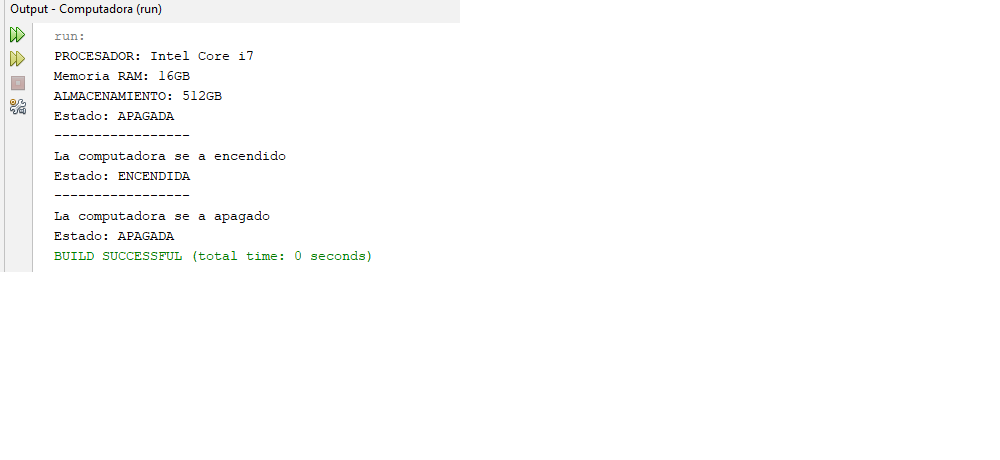 Output - Computadora (run)
run:
PROCESADOR: Intel Core i7
Memoria RAM: 16GB
ALMACENAMIENTO: 512GB
Estado: APAGADA
-----------------
La computadora se a encendido
Estado: ENCENDIDA
-----------------
La computadora se a apagado
Estado: APAGADA
BUILD SUCCESSFUL (total time: 0 seconds)